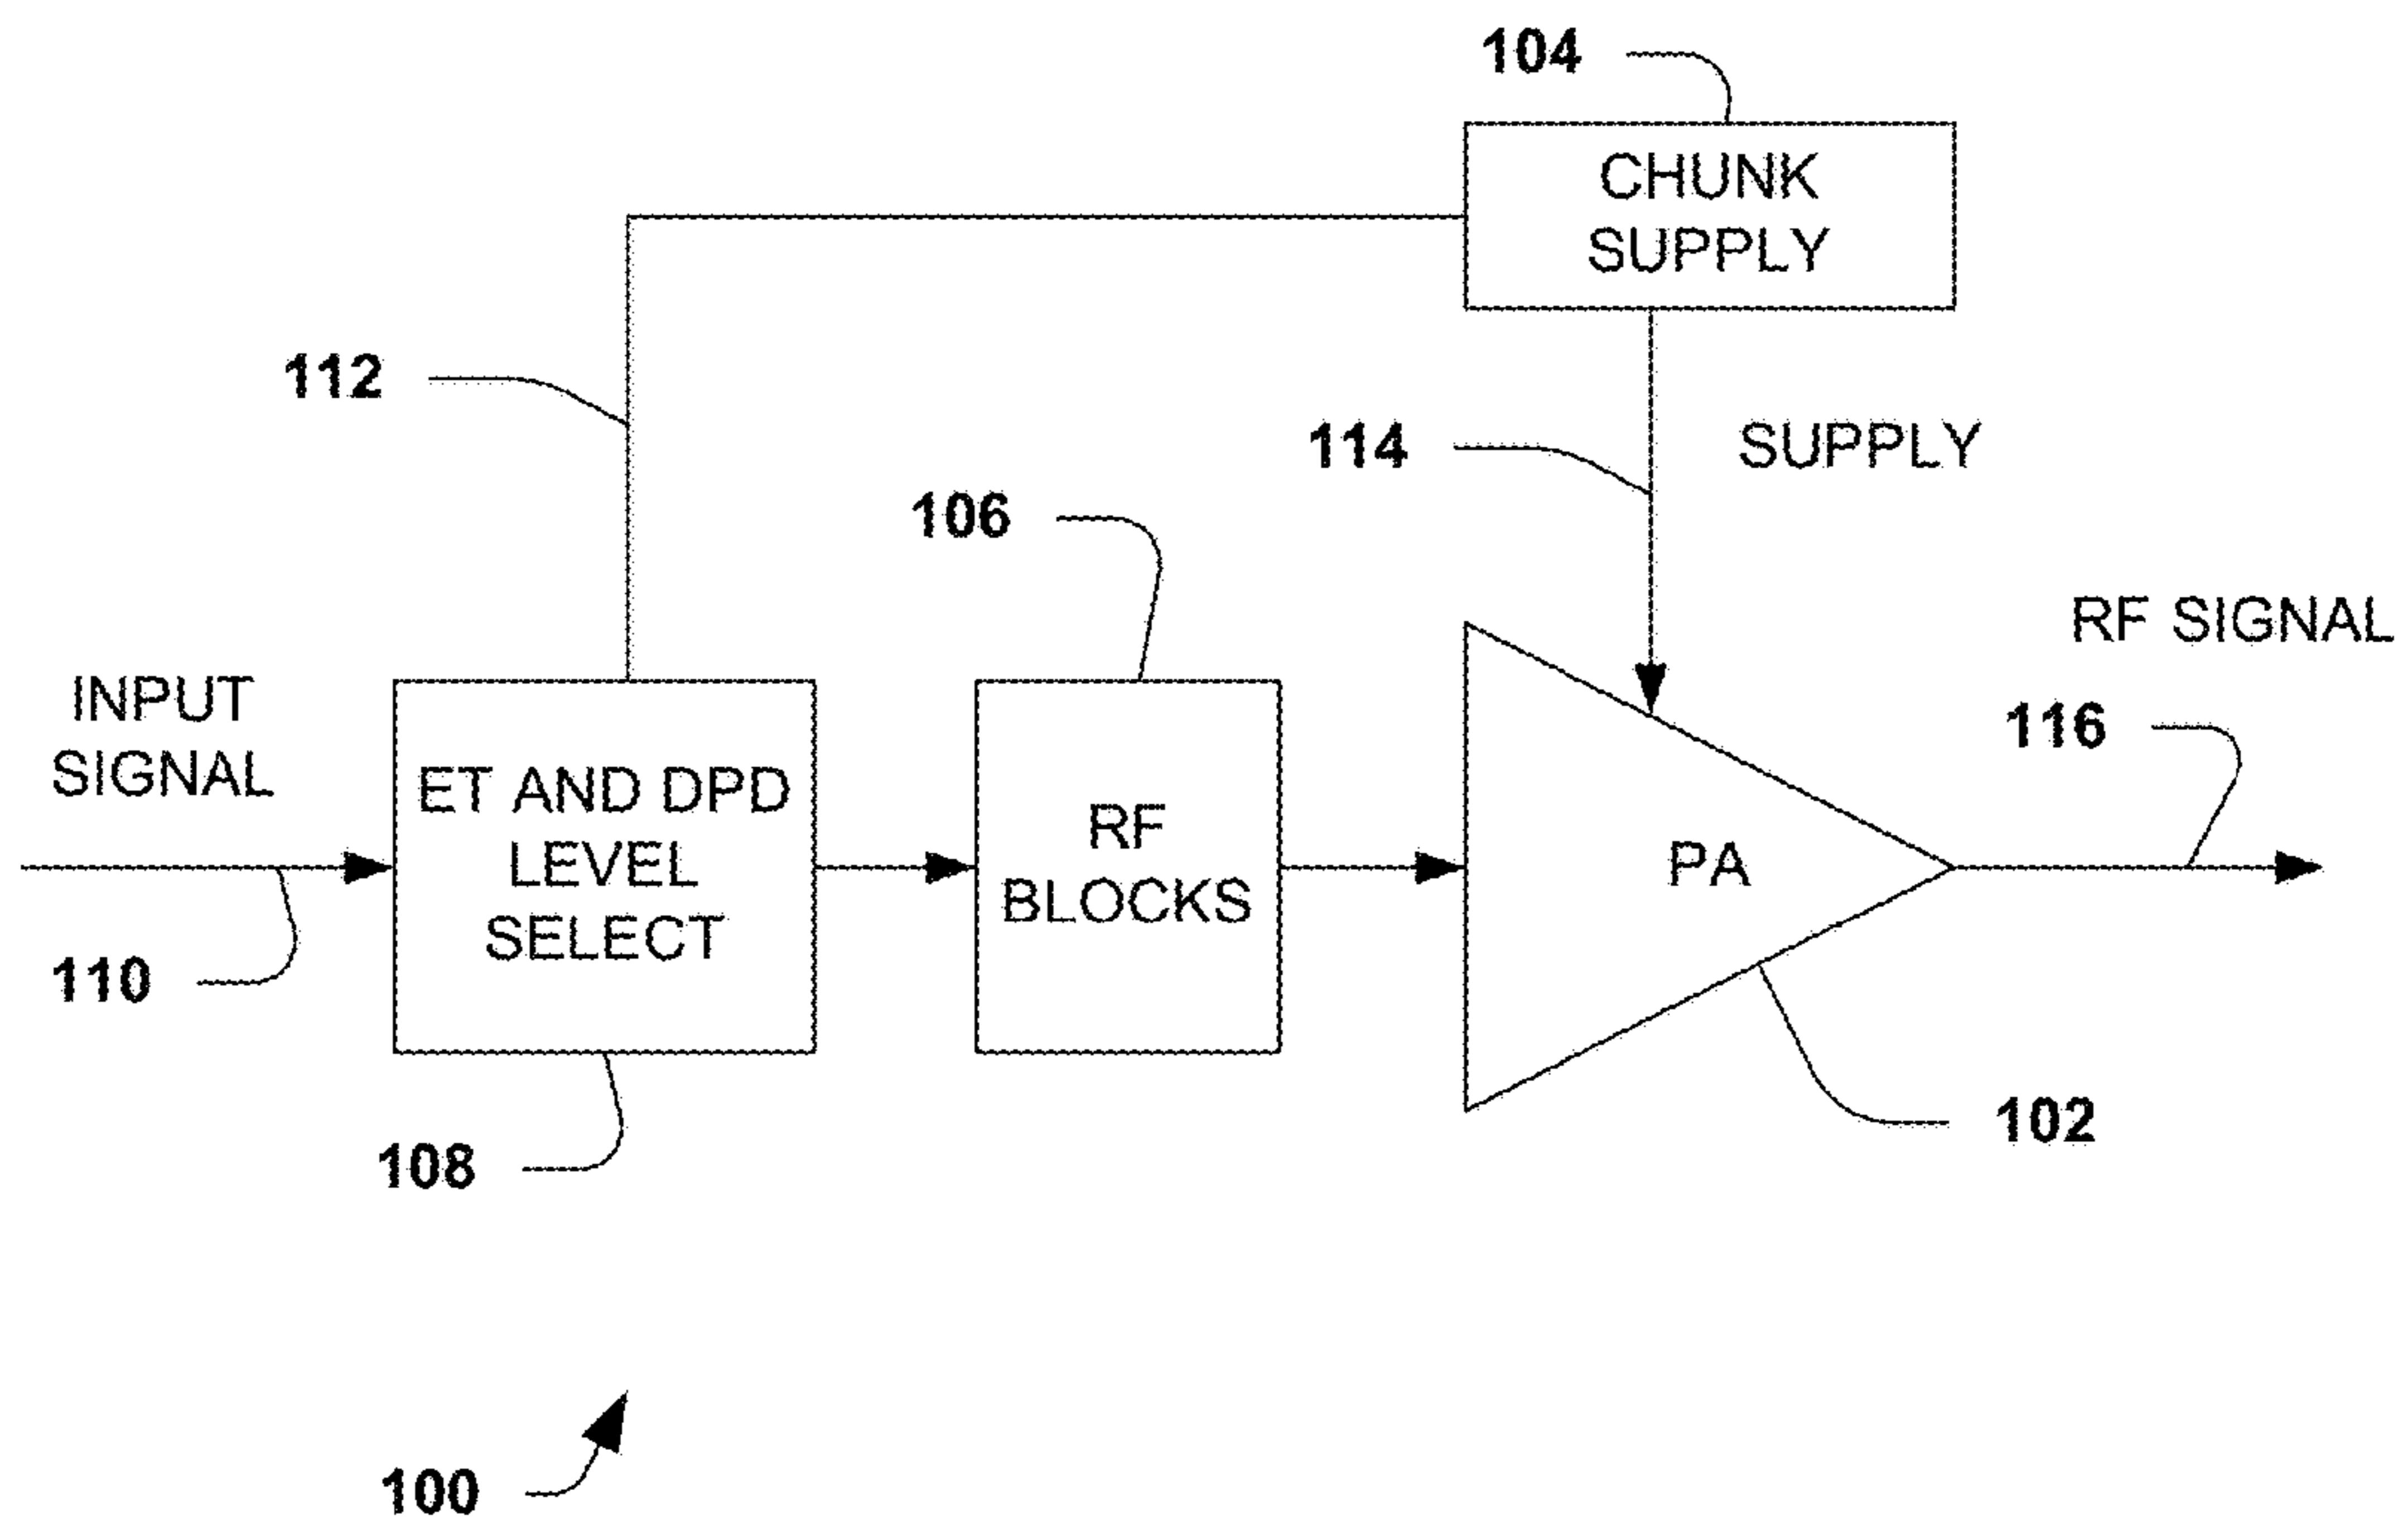 104
CHUNK
SUPPLY
112
114
SUPPLY
106
RF SIGNAL
116
INPUT
SIGNAL
ET AND DPD
LEVEL
SELECT
RF
BLOCKS
PA
110
102
108
100